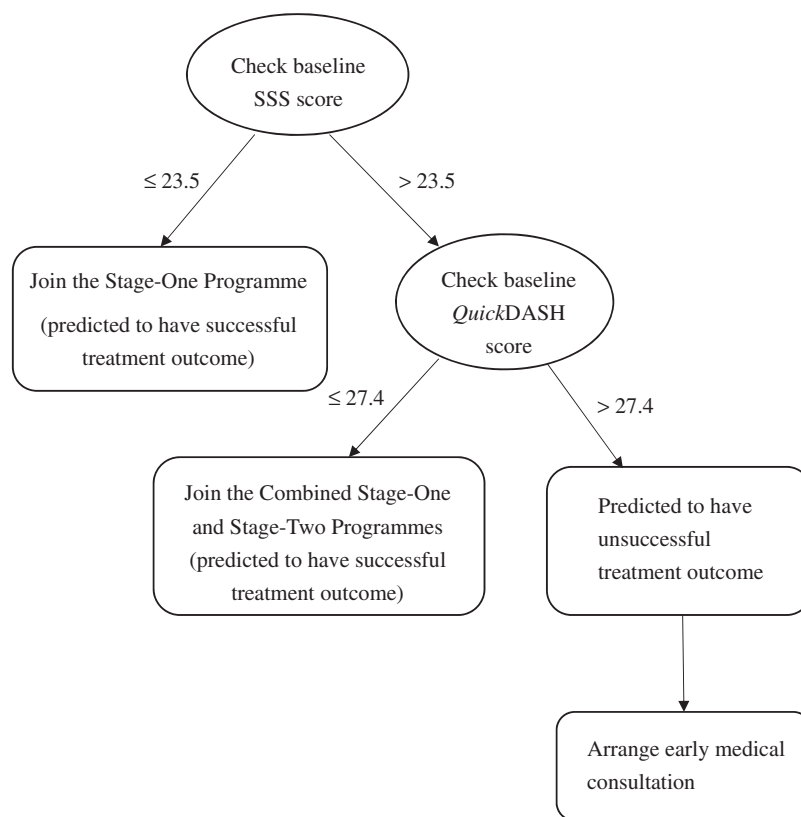 Check baseline
SSS score
≤ 23.5
> 23.5
Join the Stage-One Programme
(predicted to have successful
treatment outcome)
Check baseline
QuickDASH
score
≤ 27.4
> 27.4
Join the Combined Stage-One
and Stage-Two Programmes
(predicted to have successful
treatment outcome)
Predicted to have
unsuccessful
treatment outcome
Arrange early medical
consultation